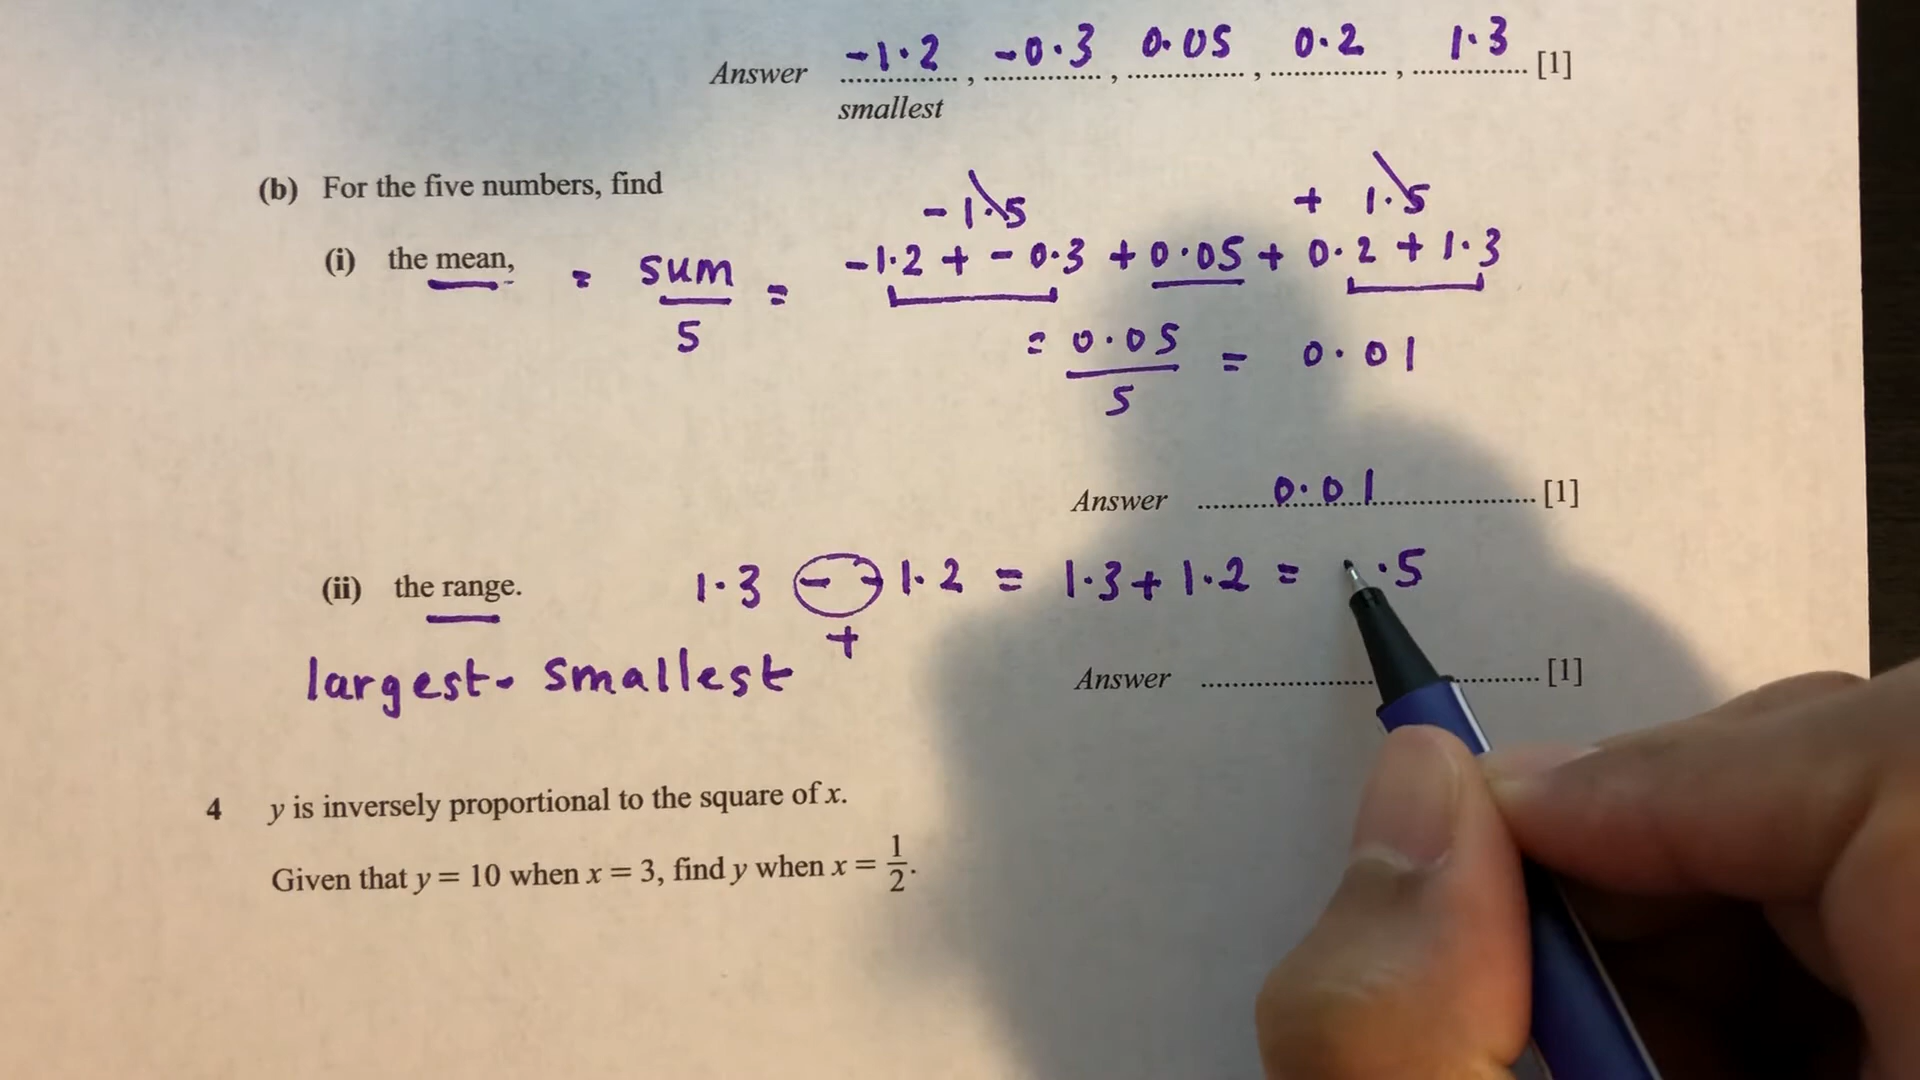 -1.2 -0.3 0.05 0.2 1.3
Answer ............... , ............... , ............... , ............... , ............... [1]
smallest
(b) For the five numbers, find
-1.5 + 1.5
(i) the mean, = sum = -1.2 + -0.3 + 0.05 + 0.2 + 1.3
5
= 0.05 = 0.01
5
Answer 0.01 [1]
(ii) the range. 1.3 - -1.2 = 1.3 + 1.2 = .5
+
largest - smallest
Answer ............... [1]
4 y is inversely proportional to the square of x.
Given that y = 10 when x = 3, find y when x = 1/2.